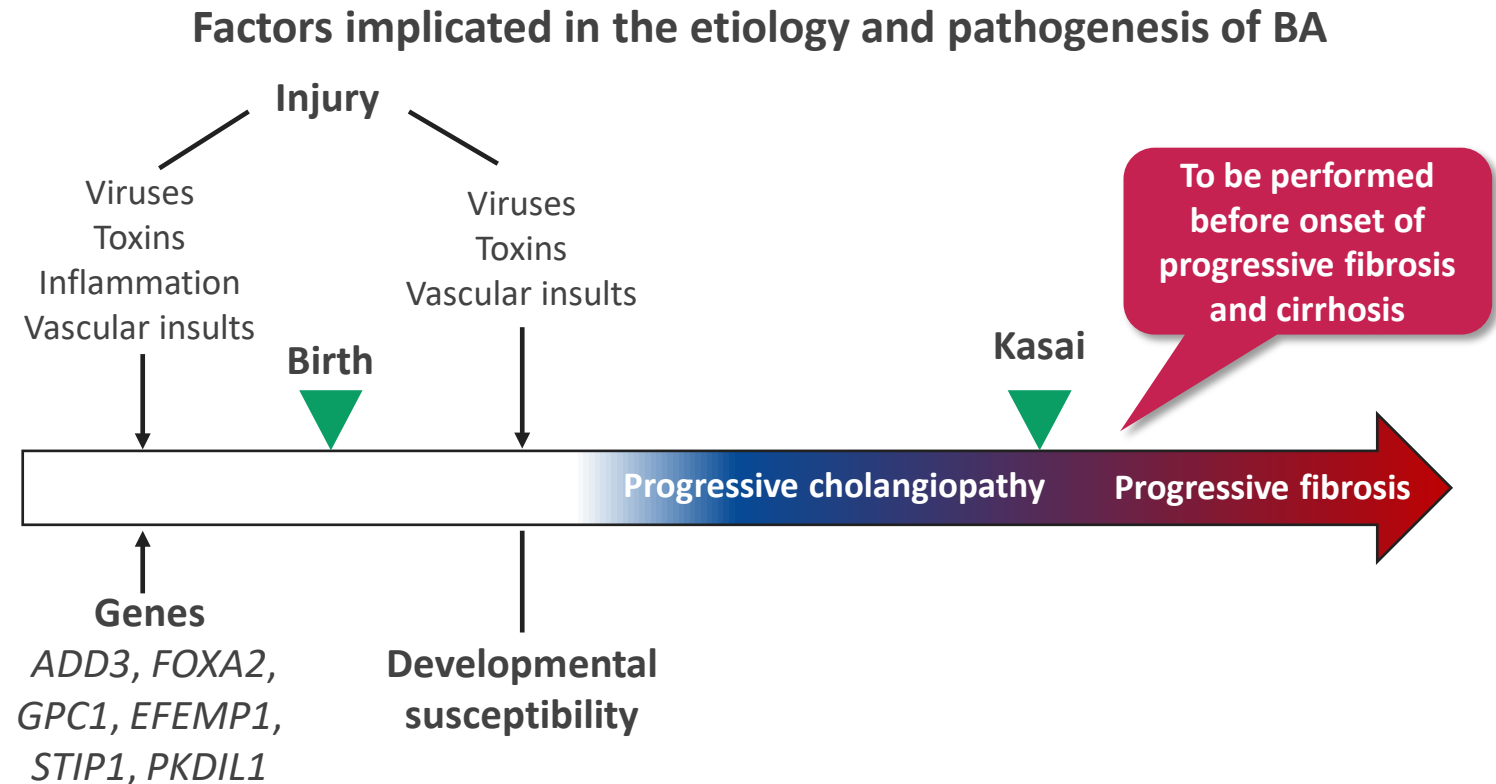 Factors implicated in the etiology and pathogenesis of BA
Injury
Viruses
Toxins
Inflammation
Vascular insults
Viruses
Toxins
Vascular insults
To be performed
before onset of
progressive fibrosis
and cirrhosis
Birth
Kasai
Progressive cholangiopathy
Progressive fibrosis
Genes
ADD3, FOXA2,
GPC1, EFEMP1,
STIP1, PKDIL1
Developmental
susceptibility